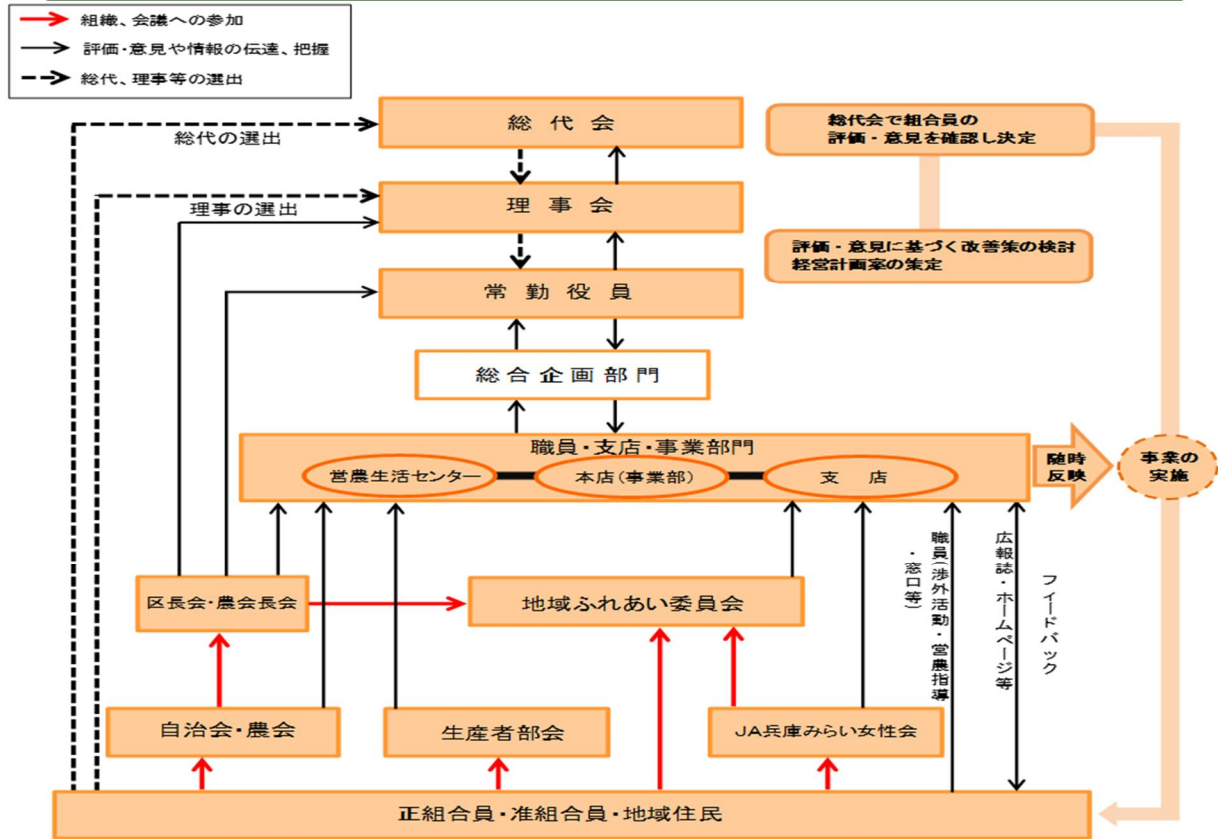 組織、会議への参加
評価・意見や情報の伝達、把握
総代、理事等の選出
総代会
総代会で組合員の
評価・意見を確認し決定
総代の選出
理事会
理事の選出
評価・意見に基づく改善策の検討
経営計画案の策定
常勤役員
総合企画部門
職員・支店・事業部門
営農生活センター
本店(事業部)
支店
随時
反映
事業の
実施
職員(渉外活動・営農指導
・窓口等)
広報誌・ホームページ等
フィードバック
区長会・農会長会
地域ふれあい委員会
自治会・農会
生産者部会
JA兵庫みらい女性会
正組合員・准組合員・地域住民